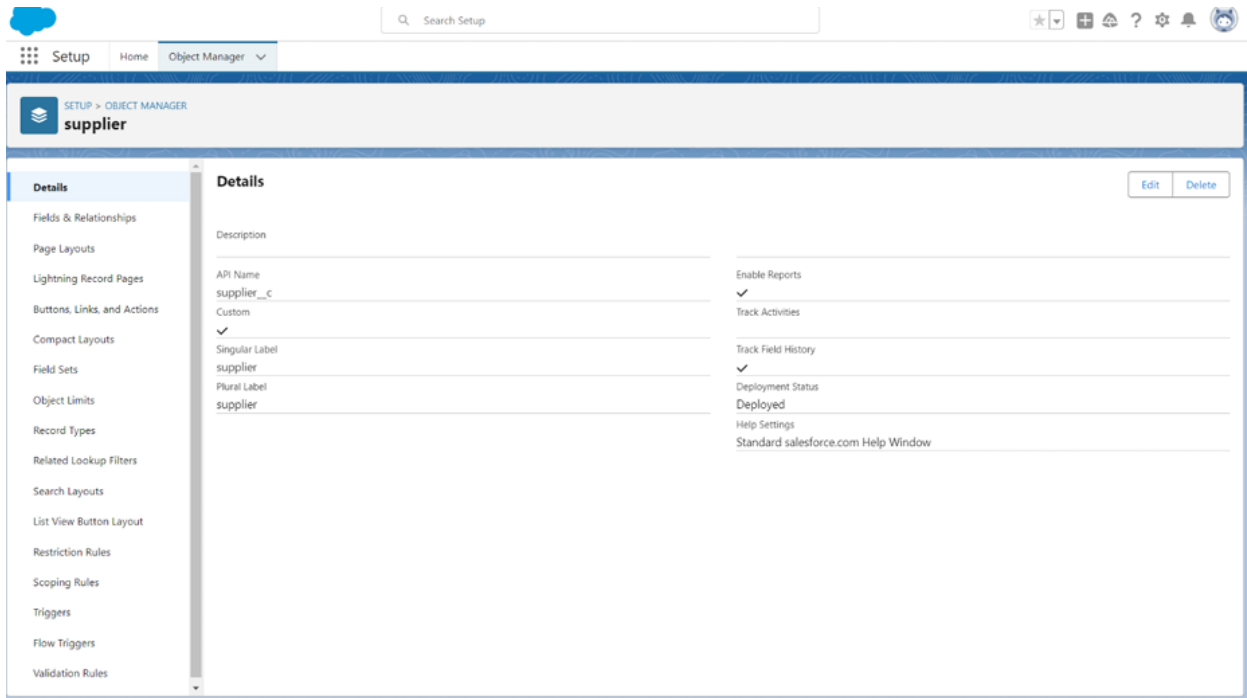 Search Setup
Setup
Home
Object Manager
SETUP > OBJECT MANAGER
supplier
Details
Fields & Relationships
Page Layouts
Lightning Record Pages
Buttons, Links, and Actions
Compact Layouts
Field Sets
Object Limits
Record Types
Related Lookup Filters
Search Layouts
List View Button Layout
Restriction Rules
Scoping Rules
Triggers
Flow Triggers
Validation Rules
Details
Edit
Delete
Description
API Name
supplier__c
Custom
Singular Label
supplier
Plural Label
supplier
Enable Reports
Track Activities
Track Field History
Deployment Status
Deployed
Help Settings
Standard salesforce.com Help Window